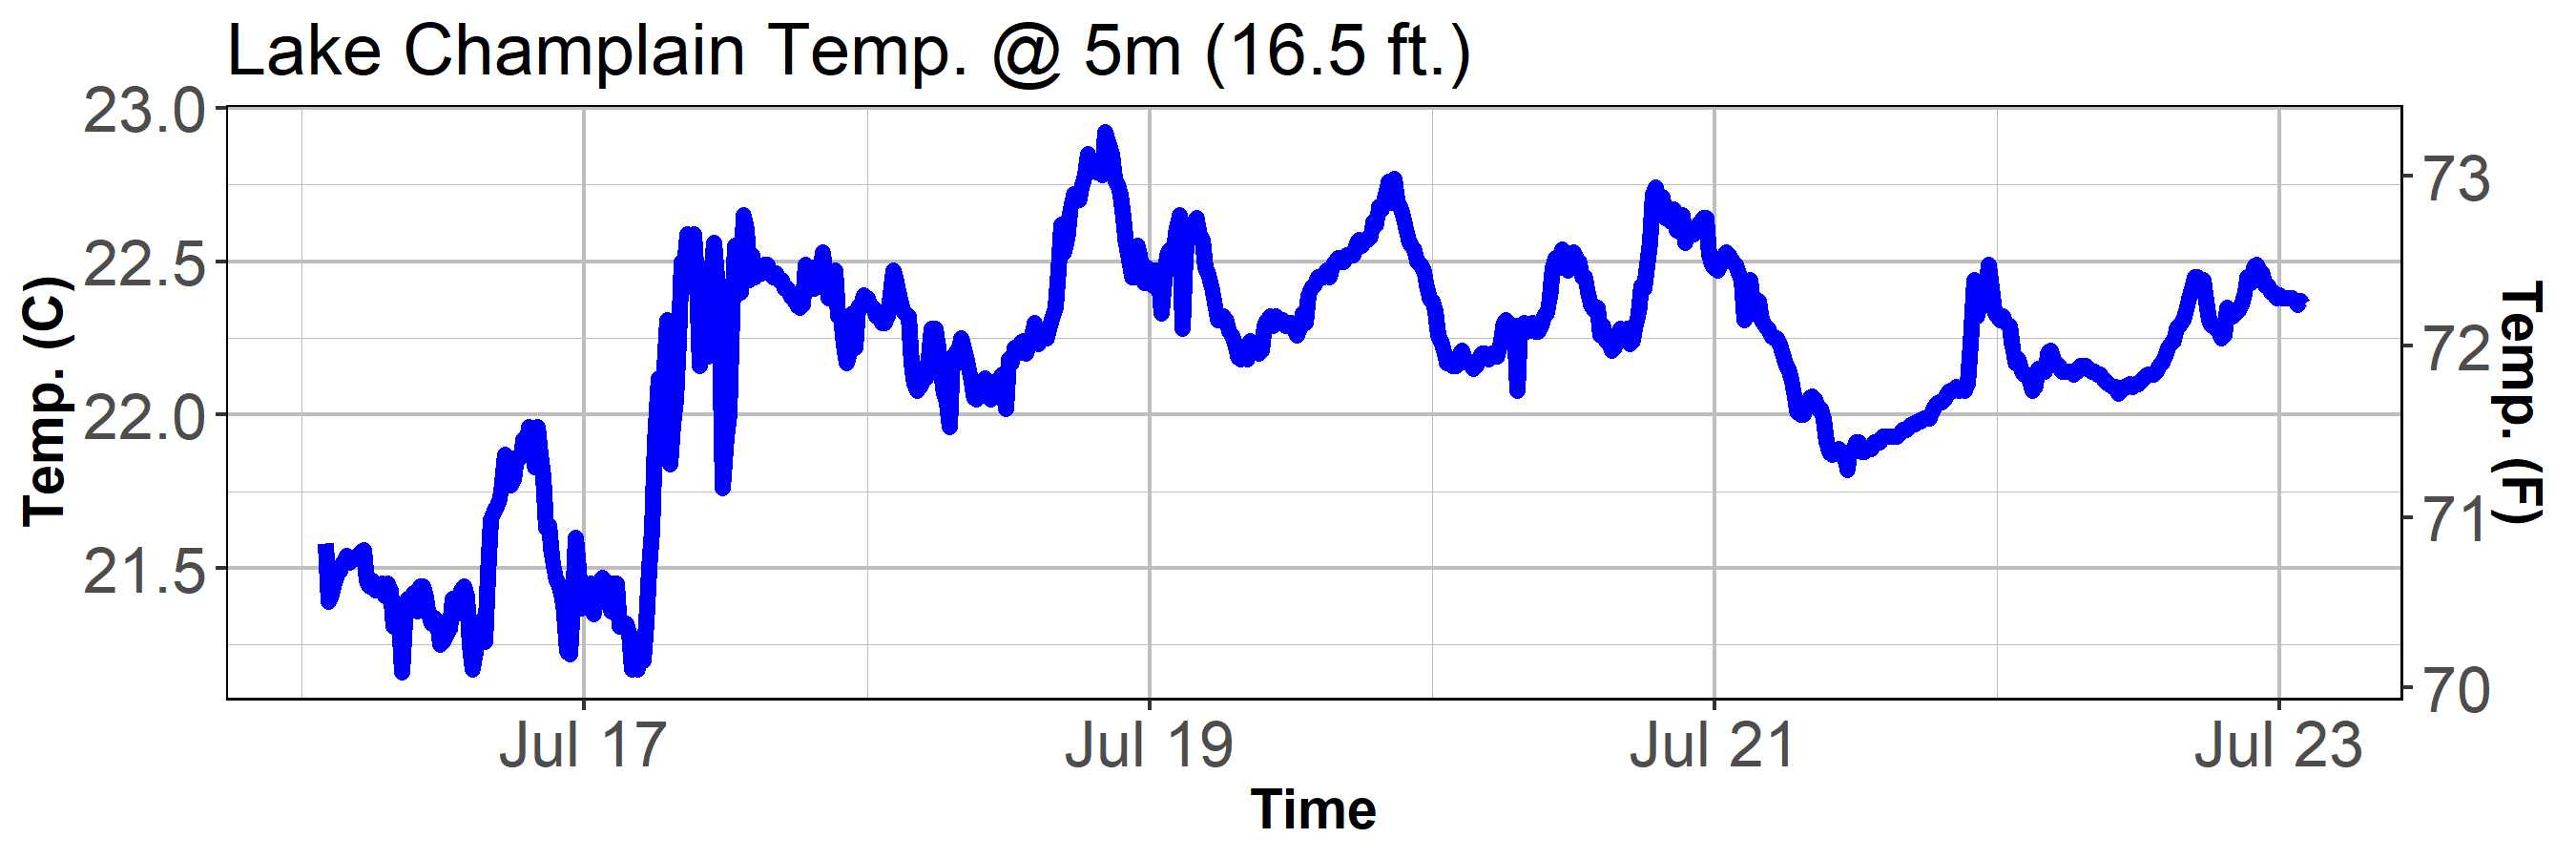 Lake Champlain Temp. @ 5m (16.5 ft.)
23.0
22.5
22.0
21.5
Temp. (C)
73
72
71
70
Temp. (F)
Jul 17
Jul 19
Jul 21
Jul 23
Time